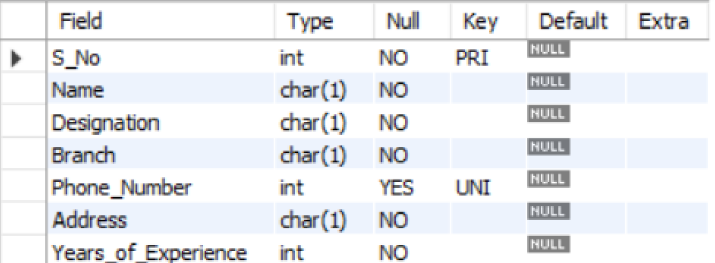 Field Type Null Key Default Extra
S_No int NO PRI NULL
Name char(1) NO NULL
Designation char(1) NO NULL
Branch char(1) NO NULL
Phone_Number int YES UNI NULL
Address char(1) NO NULL
Years_of_Experience int NO NULL